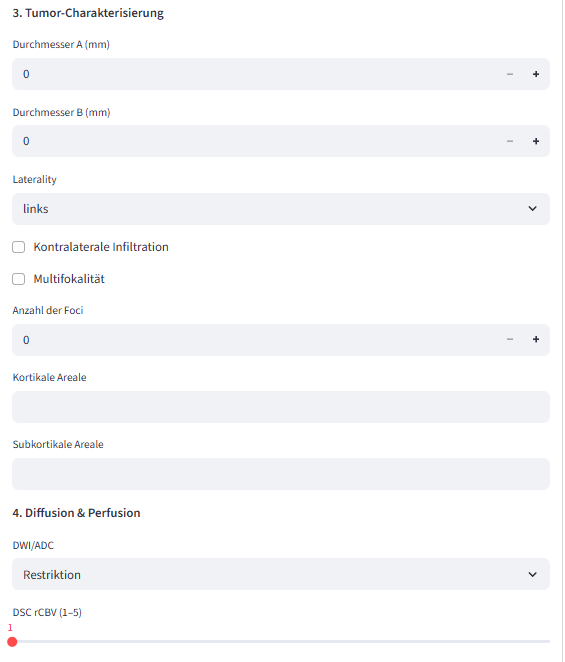 3. Tumor-Charakterisierung
Durchmesser A (mm)
0
Durchmesser B (mm)
0
Laterality
links
Kontralaterale Infiltration
Multifokalität
Anzahl der Foci
0
Kortikale Areale
Subkortikale Areale
4. Diffusion & Perfusion
DWI/ADC
Restriktion
DSC rCBV (1–5)
1